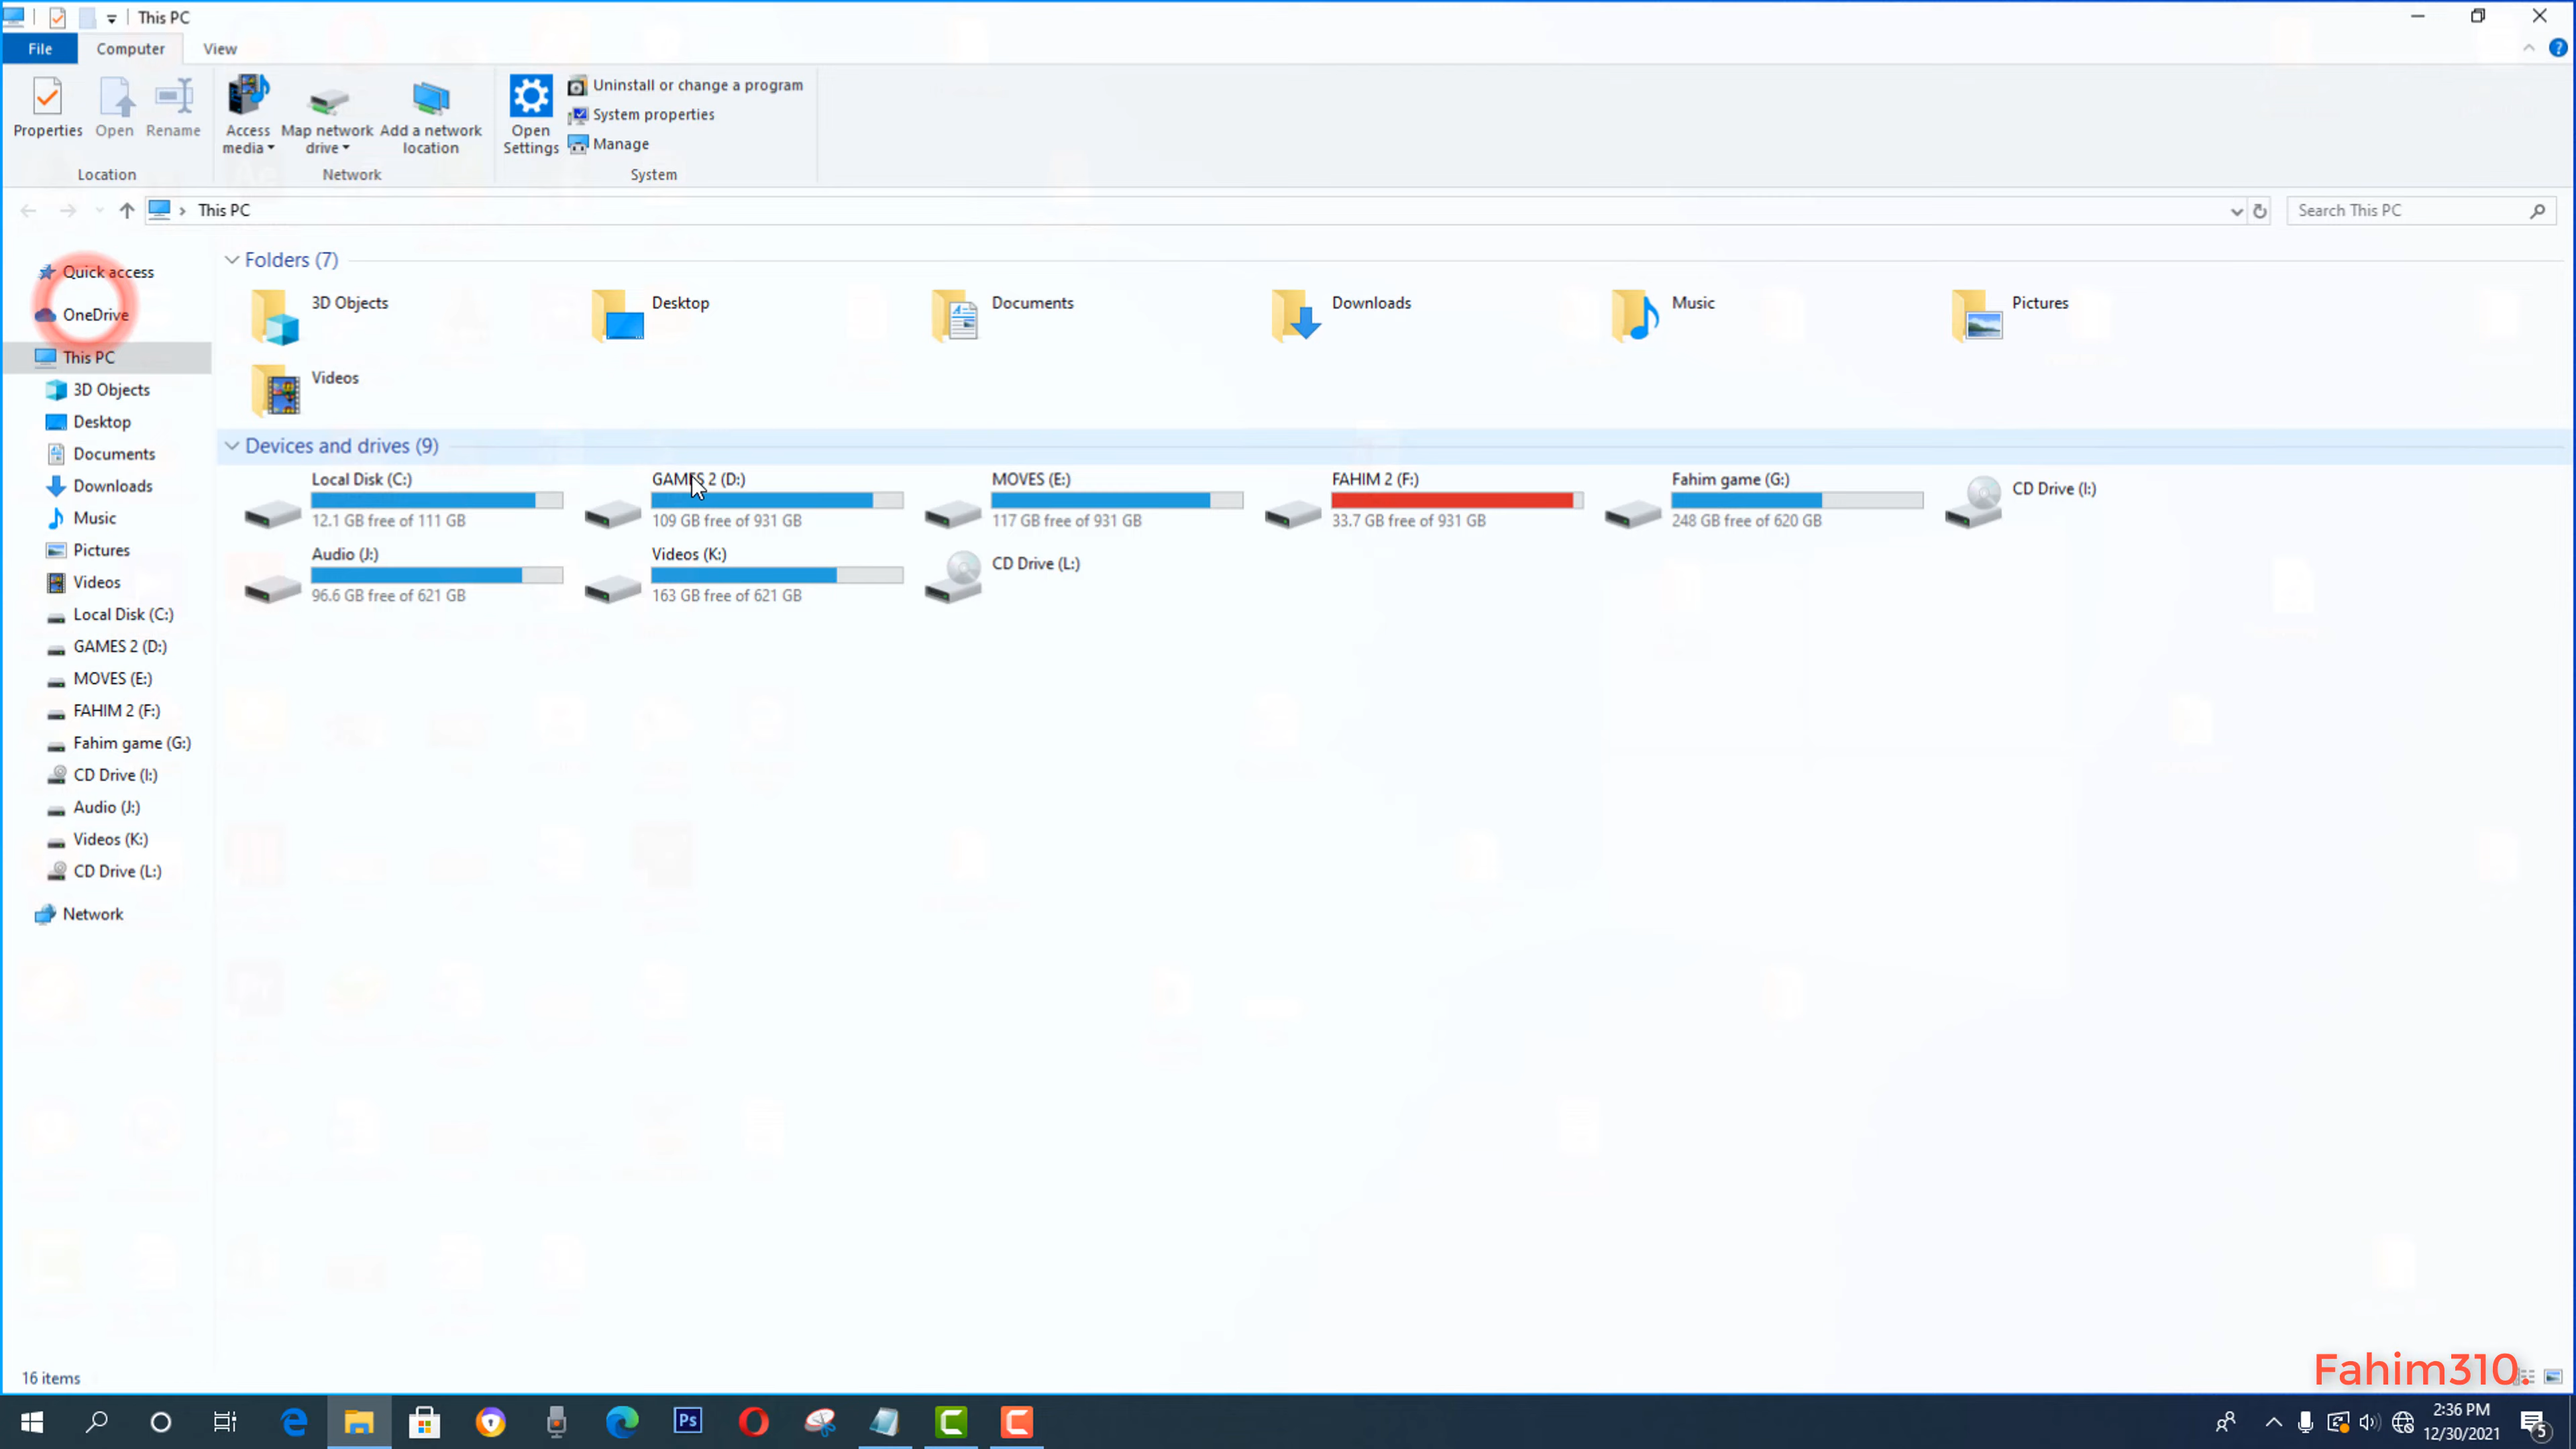 This PC
File Computer View
Properties Open Rename
Access media Map network drive Add a network location
Open Settings
Uninstall or change a program
System properties
Manage
Location Network System
This PC
Search This PC
Quick access
OneDrive
This PC
3D Objects
Desktop
Documents
Downloads
Music
Pictures
Videos
Local Disk (C:)
GAMES 2 (D:)
MOVES (E:)
FAHIM 2 (F:)
Fahim game (G:)
CD Drive (I:)
Audio (J:)
Videos (K:)
CD Drive (L:)
Network
Folders (7)
3D Objects Desktop Documents Downloads Music Pictures
Videos
Devices and drives (9)
Local Disk (C:)
12.1 GB free of 111 GB
GAMES 2 (D:)
109 GB free of 931 GB
MOVES (E:)
117 GB free of 931 GB
FAHIM 2 (F:)
33.7 GB free of 931 GB
Fahim game (G:)
248 GB free of 620 GB
CD Drive (I:)
Audio (J:)
96.6 GB free of 621 GB
Videos (K:)
163 GB free of 621 GB
CD Drive (L:)
16 items
Fahim310.
Ps
2:36 PM
12/30/2021
5